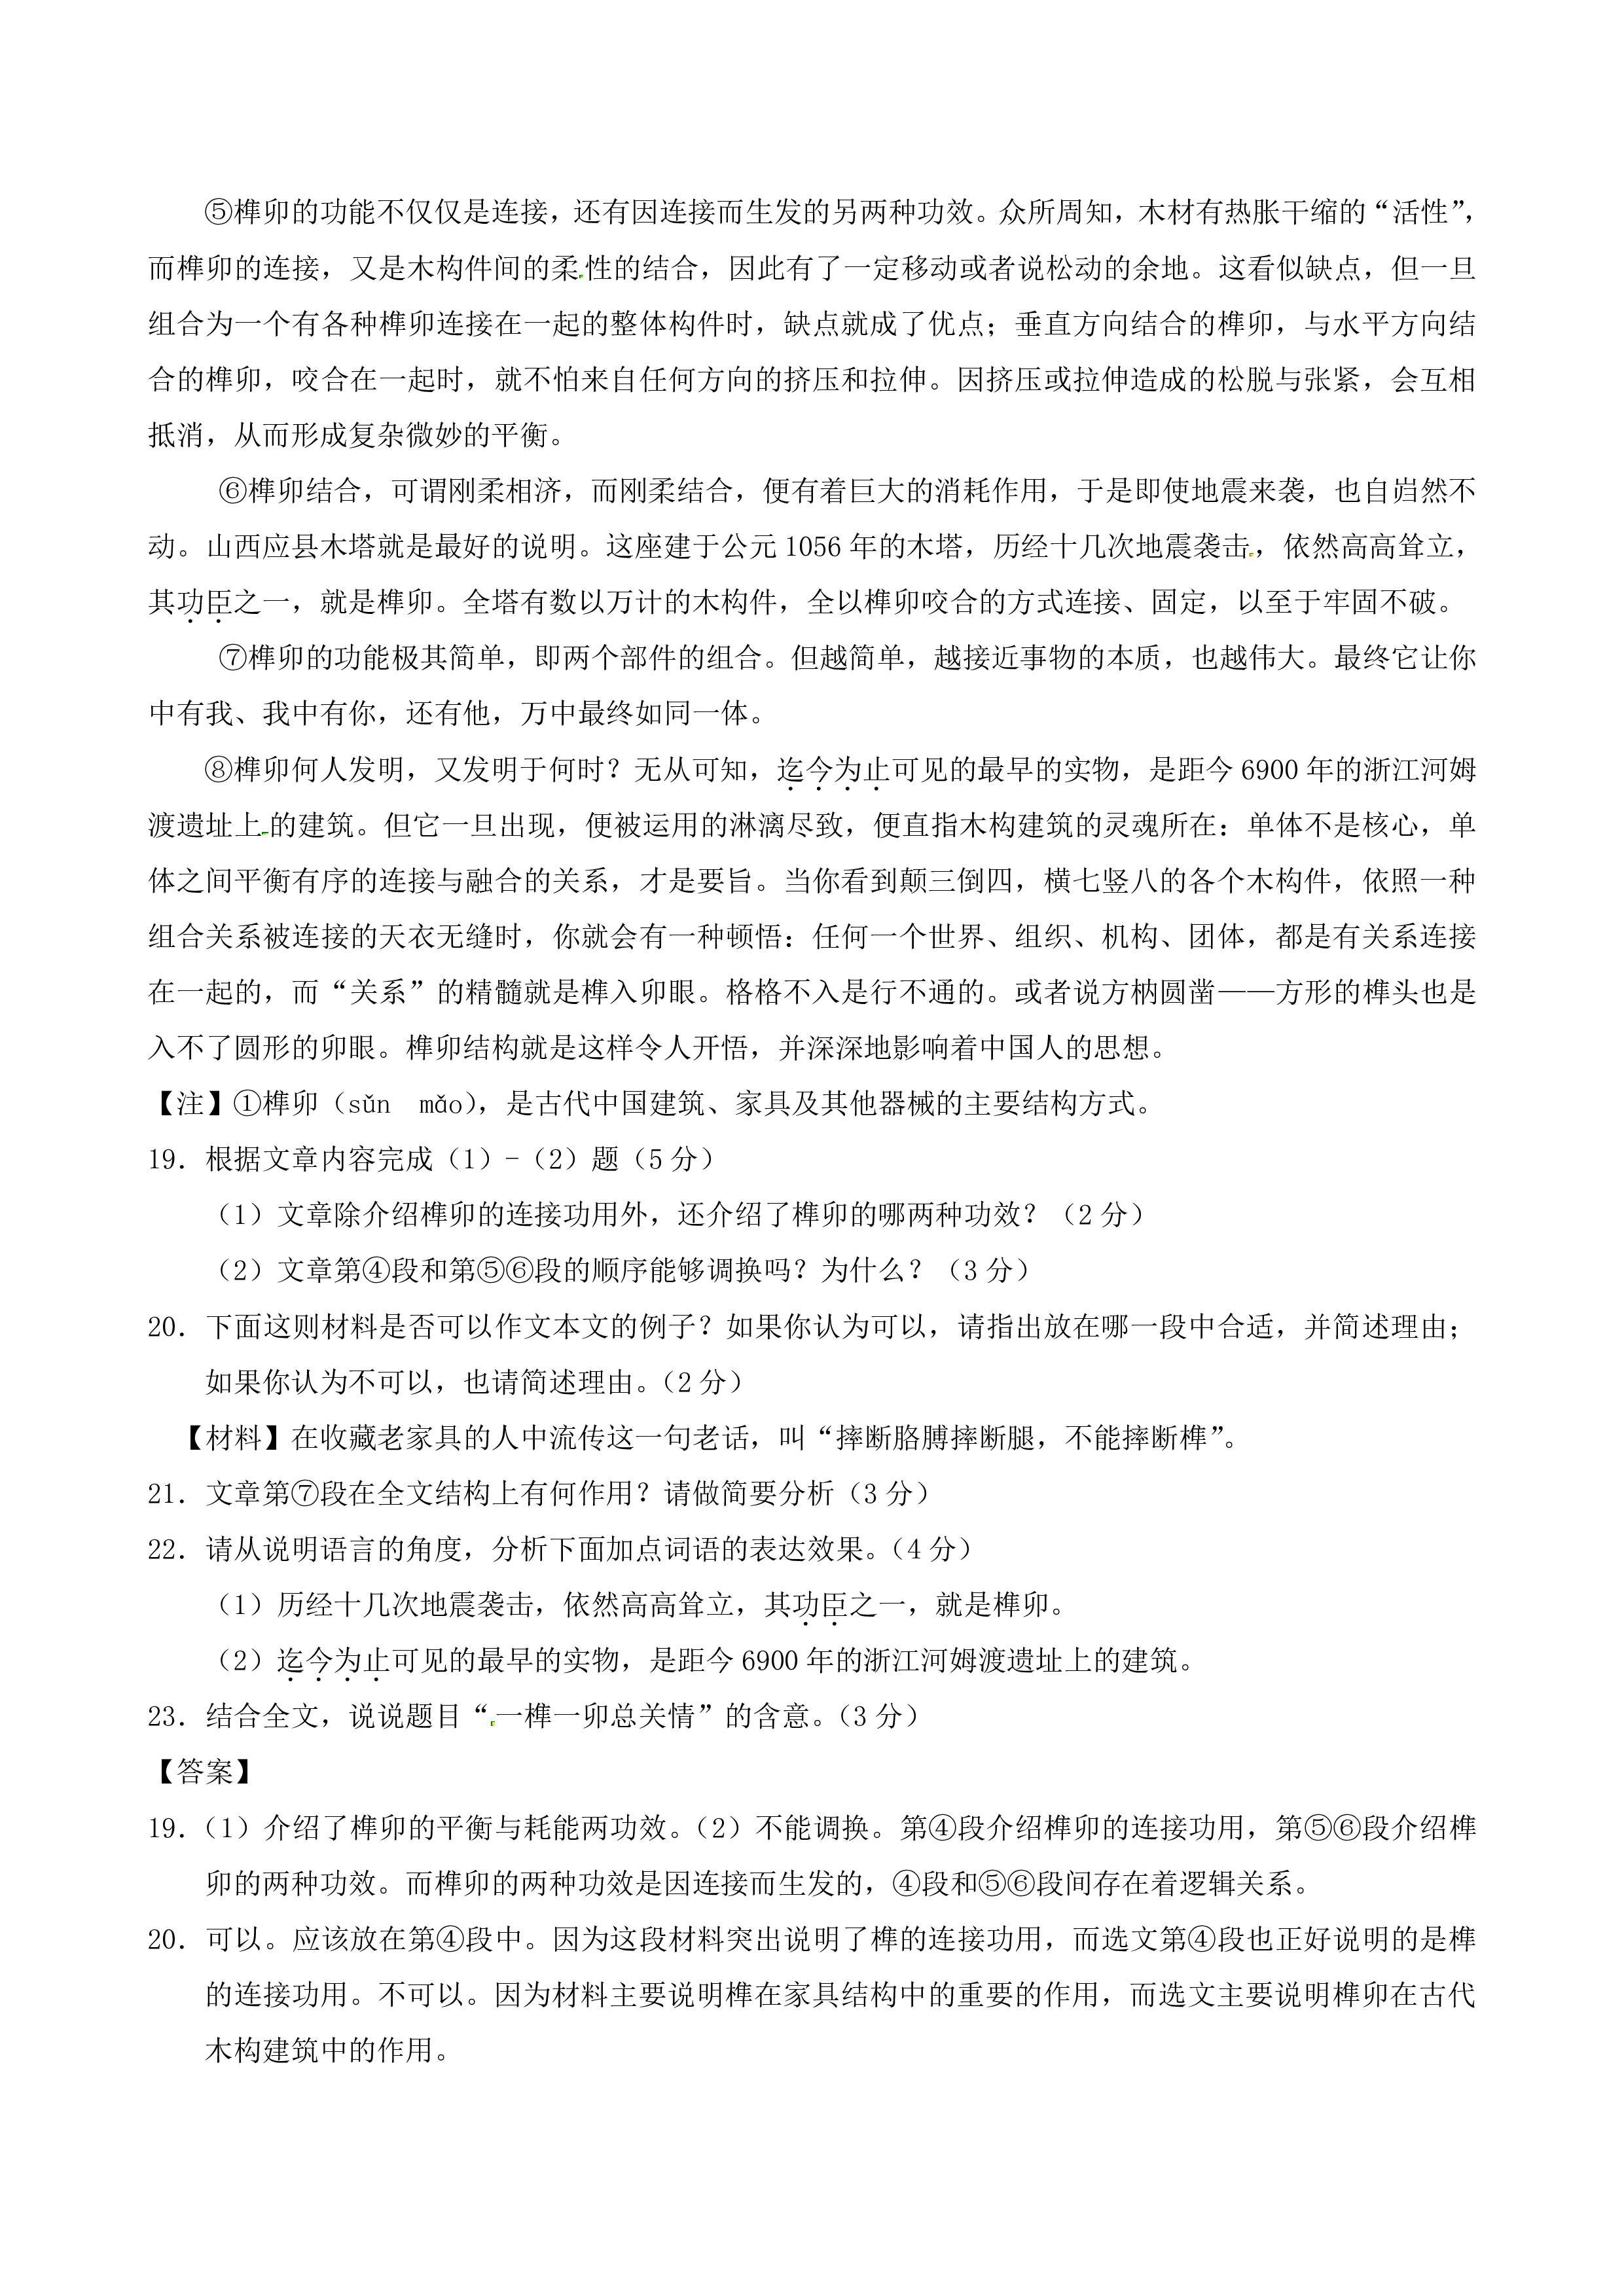 ⑤榫卯的功能不仅仅是连接，还有因连接而生发的另两种功效。众所周知，木材有热胀干缩的“活性”，
而榫卯的连接，又是木构件间的柔性的结合，因此有了一定移动或者说松动的余地。这看似缺点，但一旦
组合为一个有各种榫卯连接在一起的整体构件时，缺点就成了优点；垂直方向结合的榫卯，与水平方向结
合的榫卯，咬合在一起时，就不怕来自任何方向的挤压和拉伸。因挤压或拉伸造成的松脱与张紧，会互相
抵消，从而形成复杂微妙的平衡。
⑥榫卯结合，可谓刚柔相济，而刚柔结合，便有着巨大的消耗作用，于是即使地震来袭，也自岿然不
动。山西应县木塔就是最好的说明。这座建于公元 1056 年的木塔，历经十几次地震袭击，依然高高耸立，
其功臣之一，就是榫卯。全塔有数以万计的木构件，全以榫卯咬合的方式连接、固定，以至于牢固不破。
⑦榫卯的功能极其简单，即两个部件的组合。但越简单，越接近事物的本质，也越伟大。最终它让你
中有我、我中有你，还有他，万中最终如同一体。
⑧榫卯何人发明，又发明于何时？无从可知，迄今为止可见的最早的实物，是距今 6900 年的浙江河姆
渡遗址上的建筑。但它一旦出现，便被运用的淋漓尽致，便直指木构建筑的灵魂所在：单体不是核心，单
体之间平衡有序的连接与融合的关系，才是要旨。当你看到颠三倒四，横七竖八的各个木构件，依照一种
组合关系被连接的天衣无缝时，你就会有一种顿悟：任何一个世界、组织、机构、团体，都是有关系连接
在一起的，而“关系”的精髓就是榫入卯眼。格格不入是行不通的。或者说方枘圆凿——方形的榫头也是
入不了圆形的卯眼。榫卯结构就是这样令人开悟，并深深地影响着中国人的思想。
【注】①榫卯（sǔn　mǎo），是古代中国建筑、家具及其他器械的主要结构方式。
19．根据文章内容完成（1）-（2）题（5 分）
（1）文章除介绍榫卯的连接功用外，还介绍了榫卯的哪两种功效？（2 分）
（2）文章第④段和第⑤⑥段的顺序能够调换吗？为什么？（3 分）
20．下面这则材料是否可以作文本文的例子？如果你认为可以，请指出放在哪一段中合适，并简述理由；
如果你认为不可以，也请简述理由。（2 分）
【材料】在收藏老家具的人中流传这一句老话，叫“摔断胳膊摔断腿，不能摔断榫”。
21．文章第⑦段在全文结构上有何作用？请做简要分析（3 分）
22．请从说明语言的角度，分析下面加点词语的表达效果。（4 分）
（1）历经十几次地震袭击，依然高高耸立，其功臣之一，就是榫卯。
（2）迄今为止可见的最早的实物，是距今 6900 年的浙江河姆渡遗址上的建筑。
23．结合全文，说说题目“一榫一卯总关情”的含意。（3 分）
【答案】
19．（1）介绍了榫卯的平衡与耗能两功效。（2）不能调换。第④段介绍榫卯的连接功用，第⑤⑥段介绍榫
卯的两种功效。而榫卯的两种功效是因连接而生发的，④段和⑤⑥段间存在着逻辑关系。
20．可以。应该放在第④段中。因为这段材料突出说明了榫的连接功用，而选文第④段也正好说明的是榫
的连接功用。不可以。因为材料主要说明榫在家具结构中的重要的作用，而选文主要说明榫卯在古代
木构建筑中的作用。